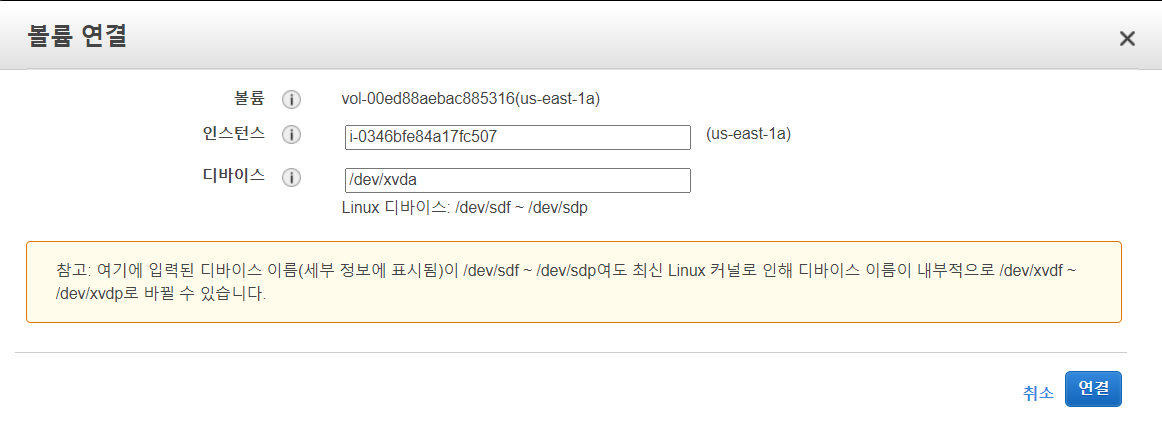 볼륨 연결
볼륨 vol-00ed88aebac885316(us-east-1a)
인스턴스 i-0346bfe84a17fc507 (us-east-1a)
디바이스 /dev/xvda
Linux 디바이스: /dev/sdf ~ /dev/sdp
참고: 여기에 입력된 디바이스 이름(세부 정보에 표시됨)이 /dev/sdf ~ /dev/sdp여도 최신 Linux 커널로 인해 디바이스 이름이 내부적으로 /dev/xvdf ~
/dev/xvdp로 바뀔 수 있습니다.
취소 연결